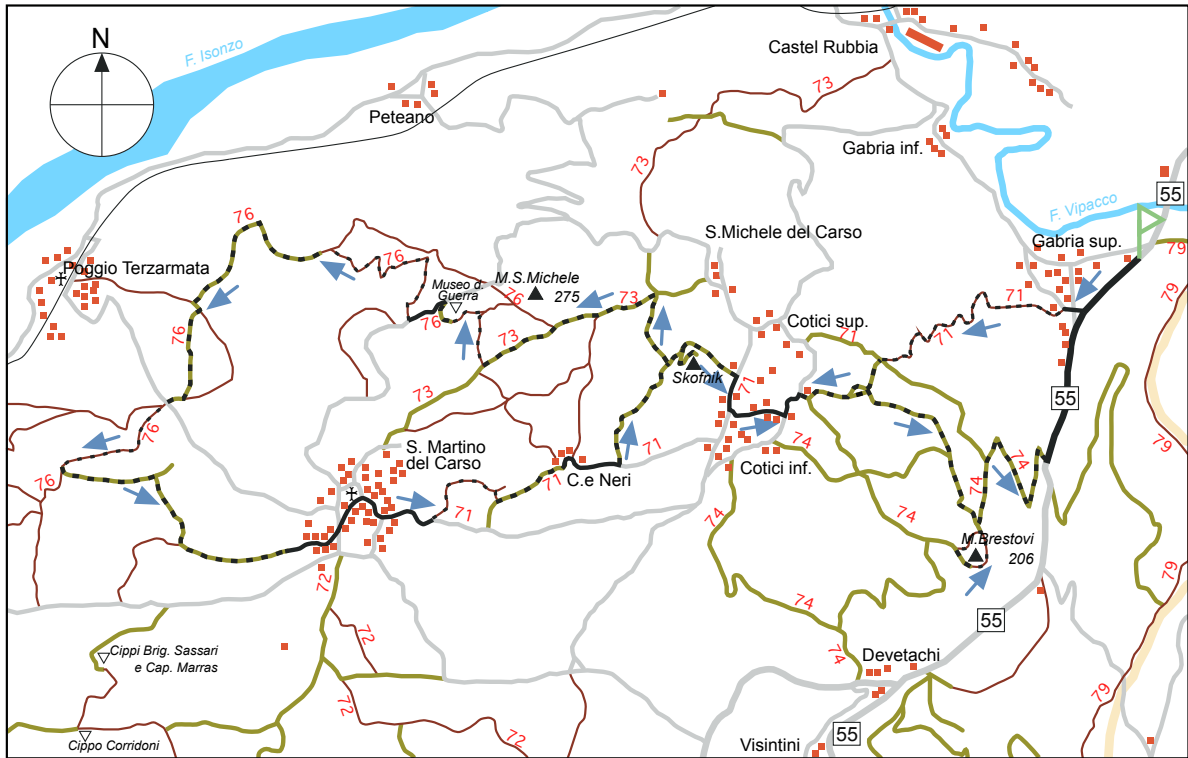 N
F. Isonzo
Castel Rubbia
73
Peteano
Gabria inf.
73
55
F. Vipacco
76
S.Michele del Carso
Gabria sup.
79
Poggio Terzarmata
76
Museo d.
Guerra
M.S.Michele
275
76
73
71
79
76
76
73
Cotici sup.
71
71
Skofnik
71
73
55
76
S. Martino
del Carso
71
74
Cotici inf.
79
76
71
C.e Neri
74
74
71
74
74
M.Brestovi
206
72
79
74
55
72
Cippi Brig. Sassari
e Cap. Marras
Devetachi
74
79
72
Cippo Corridoni
72
Visintini
55